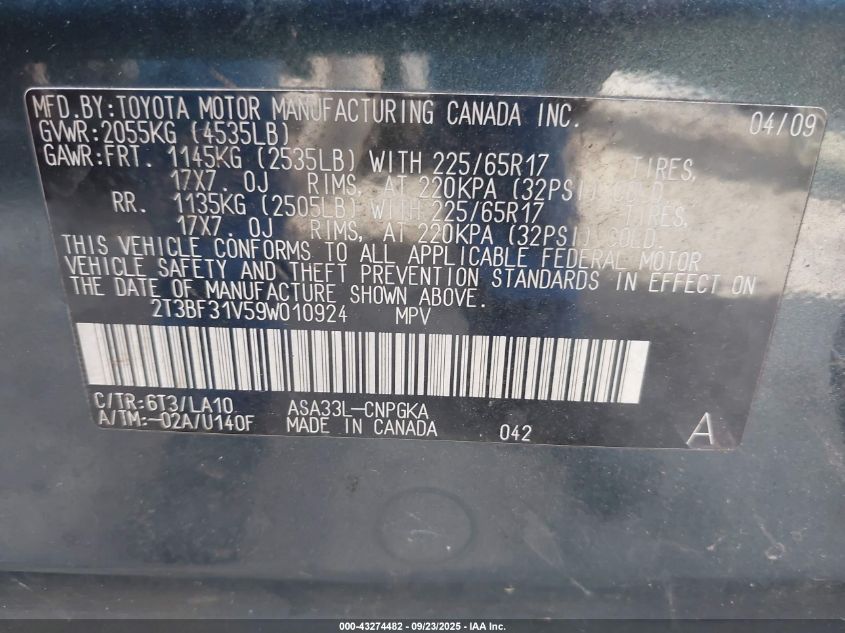 MFD. BY: TOYOTA MOTOR MANUFACTURING CANADA INC. 04/09
GVWR: 2055KG (4535LB)
GAWR: FRT. 1145KG (2535LB) WITH 225/65R17 TIRES,
17X7.0J RIMS, AT 220KPA (32PSI) COLD.
RR. 1135KG (2505LB) WITH 225/65R17 TIRES,
17X7.0J RIMS, AT 220KPA (32PSI) COLD.
THIS VEHICLE CONFORMS TO ALL APPLICABLE FEDERAL MOTOR
VEHICLE SAFETY AND THEFT PREVENTION STANDARDS IN EFFECT ON
THE DATE OF MANUFACTURE SHOWN ABOVE.
2T3BF31V59W010924 MPV
C/TR: 6T3/LA10 ASA33L-CNPGKA
A/TM: -02A/U140F MADE IN CANADA 042 A
000-43274482 - 09/23/2025 - IAA Inc.